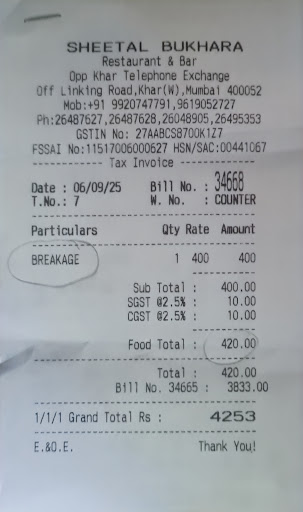 SHEETAL BUKHARA
Restaurant & Bar
Opp Khar Telephone Exchange
Off Linking Road,Khar(W),Mumbai 400052
Mob:+91 9920747791,9619052727
Ph:26487627,26487628,26048905,26495353
GSTIN No: 27AABCS8700K1Z7
FSSAI No:11517006000627 HSN/SAC:00441067
------------ Tax Invoice ------------
Date : 06/09/25 Bill No. : 34668
T.No.: 7 W. No. : COUNTER
Particulars Qty Rate Amount
BREAKAGE 1 400 400
Sub Total : 400.00
SGST @2.5% : 10.00
CGST @2.5% : 10.00
Food Total : 420.00
Total : 420.00
Bill No. 34665 : 3833.00
1/1/1 Grand Total Rs : 4253
E.&O.E. Thank You!